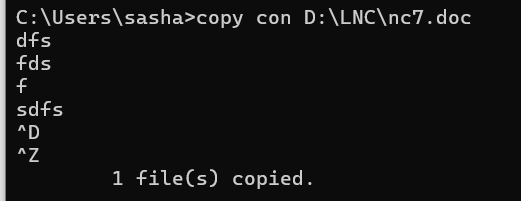 C:\Users\sasha>copy con D:\LNC\nc7.doc
dfs
fds
f
sdfs
^D
^Z
        1 file(s) copied.